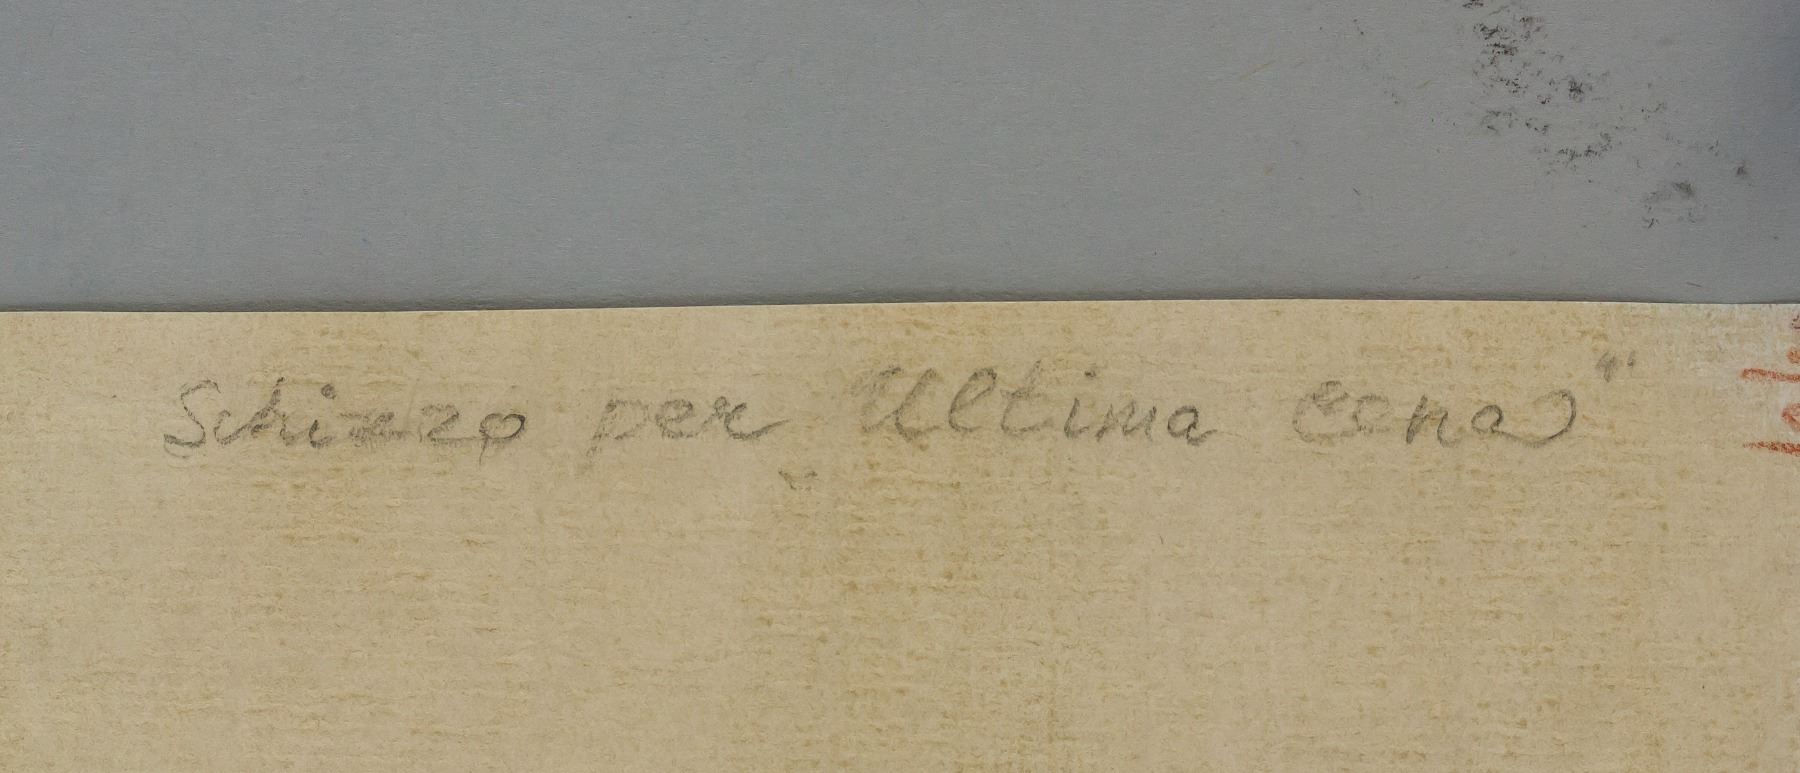 Schizzo per „Ultima cena"